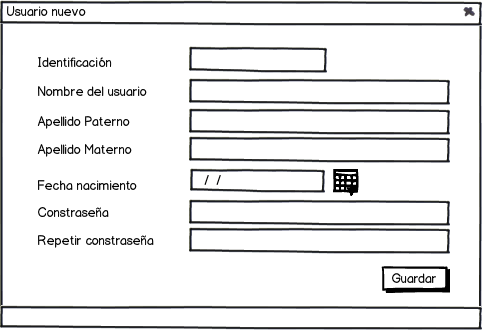 Usuario nuevo
Identificación
Nombre del usuario
Apellido Paterno
Apellido Materno
Fecha nacimiento / /
Constraseña
Repetir constraseña
Guardar